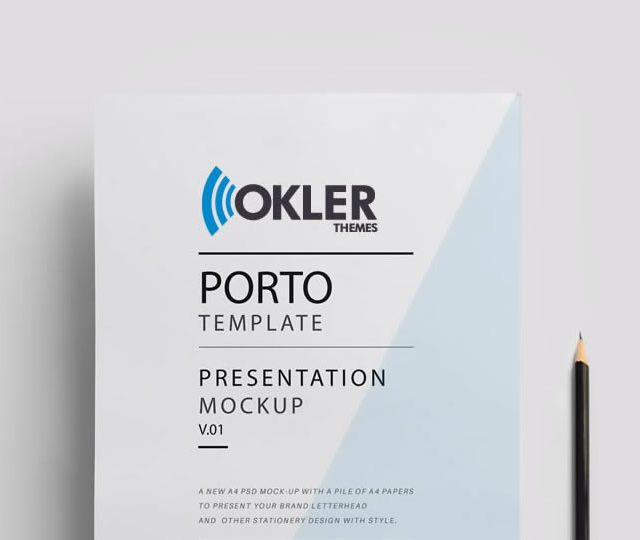 OKLER
THEMES
PORTO
TEMPLATE
PRESENTATION
MOCKUP
V.01
A NEW A4 PSD MOCK-UP WITH A PILE OF A4 PAPERS
TO PRESENT YOUR BRAND LETTERHEAD
AND OTHER STATIONERY DESIGN WITH STYLE.